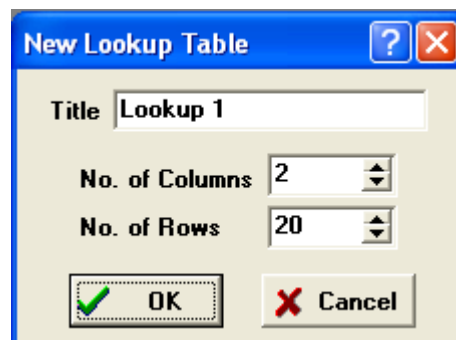 New Lookup Table
Title Lookup 1
No. of Columns 2
No. of Rows 20
OK Cancel